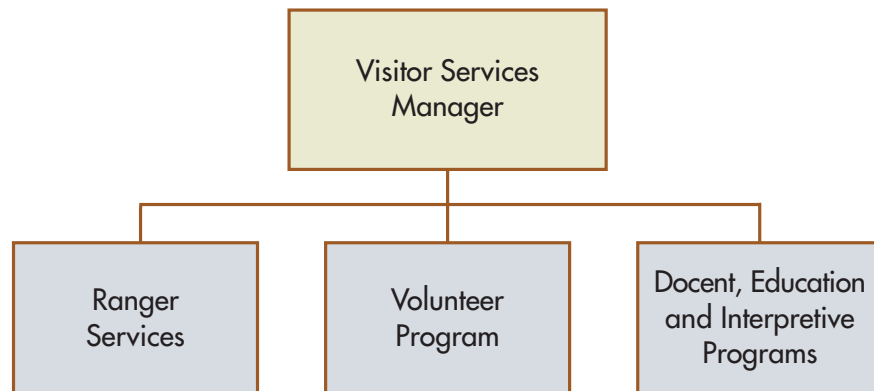 Visitor Services
Manager
Ranger
Services
Volunteer
Program
Docent, Education
and Interpretive
Programs